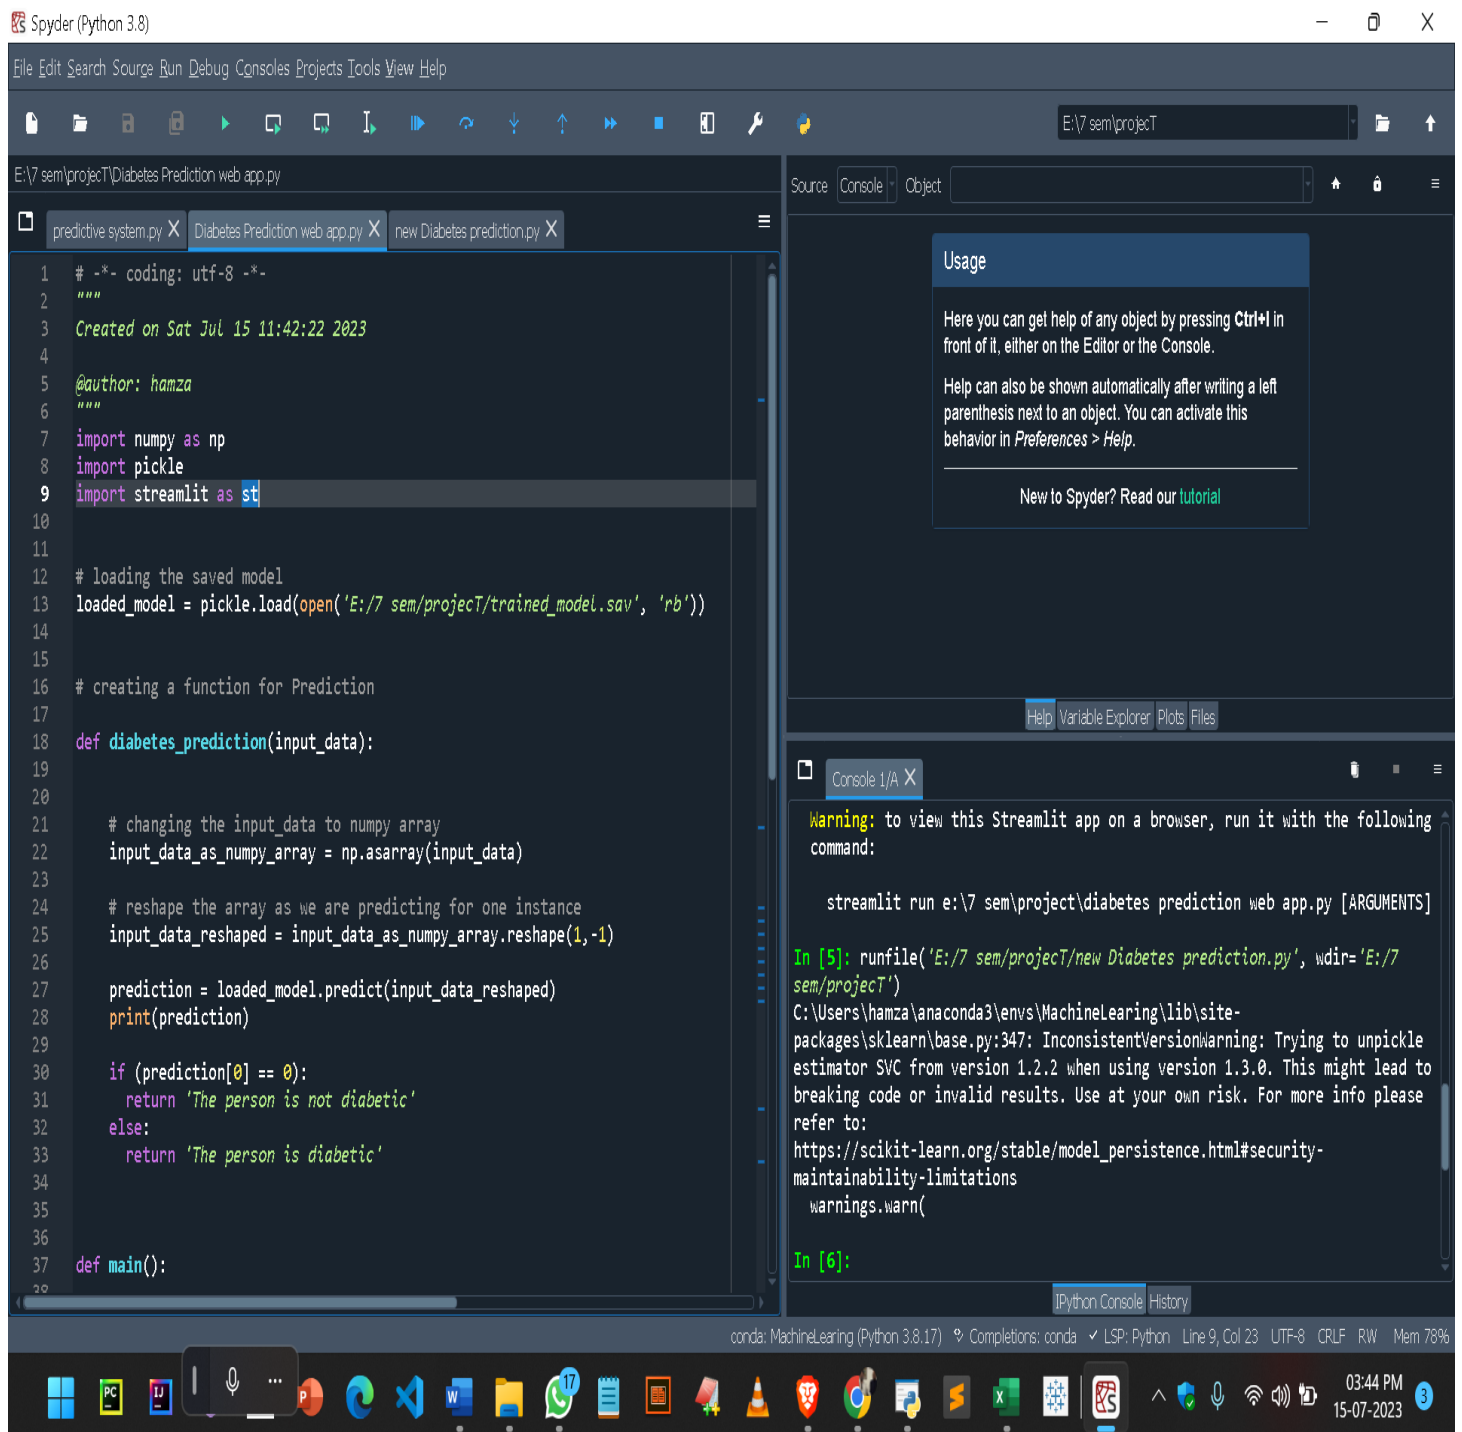 Spyder (Python 3.8)
File Edit Search Source Run Debug Consoles Projects Tools View Help
E:\7 sem\projecT
E:\7 sem\projecT\Diabetes Prediction web app.py
predictive system.py
Diabetes Prediction web app.py
new Diabetes prediction.py
1 # -*- coding: utf-8 -*-
2 """
3 Created on Sat Jul 15 11:42:22 2023
4
5 @author: hamza
6 """
7 import numpy as np
8 import pickle
9 import streamlit as st
10
11
12 # loading the saved model
13 loaded_model = pickle.load(open('E:/7 sem/projecT/trained_model.sav', 'rb'))
14
15
16 # creating a function for Prediction
17
18 def diabetes_prediction(input_data):
19
20
21 # changing the input_data to numpy array
22 input_data_as_numpy_array = np.asarray(input_data)
23
24 # reshape the array as we are predicting for one instance
25 input_data_reshaped = input_data_as_numpy_array.reshape(1,-1)
26
27 prediction = loaded_model.predict(input_data_reshaped)
28 print(prediction)
29
30 if (prediction[0] == 0):
31 return 'The person is not diabetic'
32 else:
33 return 'The person is diabetic'
34
35
36
37 def main():
38
Source Console Object
Usage
Here you can get help of any object by pressing Ctrl+I in
front of it, either on the Editor or the Console.
Help can also be shown automatically after writing a left
parenthesis next to an object. You can activate this
behavior in Preferences > Help.
New to Spyder? Read our tutorial
Help Variable Explorer Plots Files
Console 1/A
Warning: to view this Streamlit app on a browser, run it with the following
command:
streamlit run e:\7 sem\project\diabetes prediction web app.py [ARGUMENTS]
In [5]: runfile('E:/7 sem/projecT/new Diabetes prediction.py', wdir='E:/7
sem/projecT')
C:\Users\hamza\anaconda3\envs\MachineLearing\lib\site-
packages\sklearn\base.py:347: InconsistentVersionWarning: Trying to unpickle
estimator SVC from version 1.2.2 when using version 1.3.0. This might lead to
breaking code or invalid results. Use at your own risk. For more info please
refer to:
https://scikit-learn.org/stable/model_persistence.html#security-
maintainability-limitations
warnings.warn(
In [6]:
IPython Console History
conda: MachineLearing (Python 3.8.17) Completions: conda LSP: Python Line 9, Col 23 UTF-8 CRLF RW Mem 78%
PC
IJ
P
W
17
X
03:44 PM
15-07-2023
3